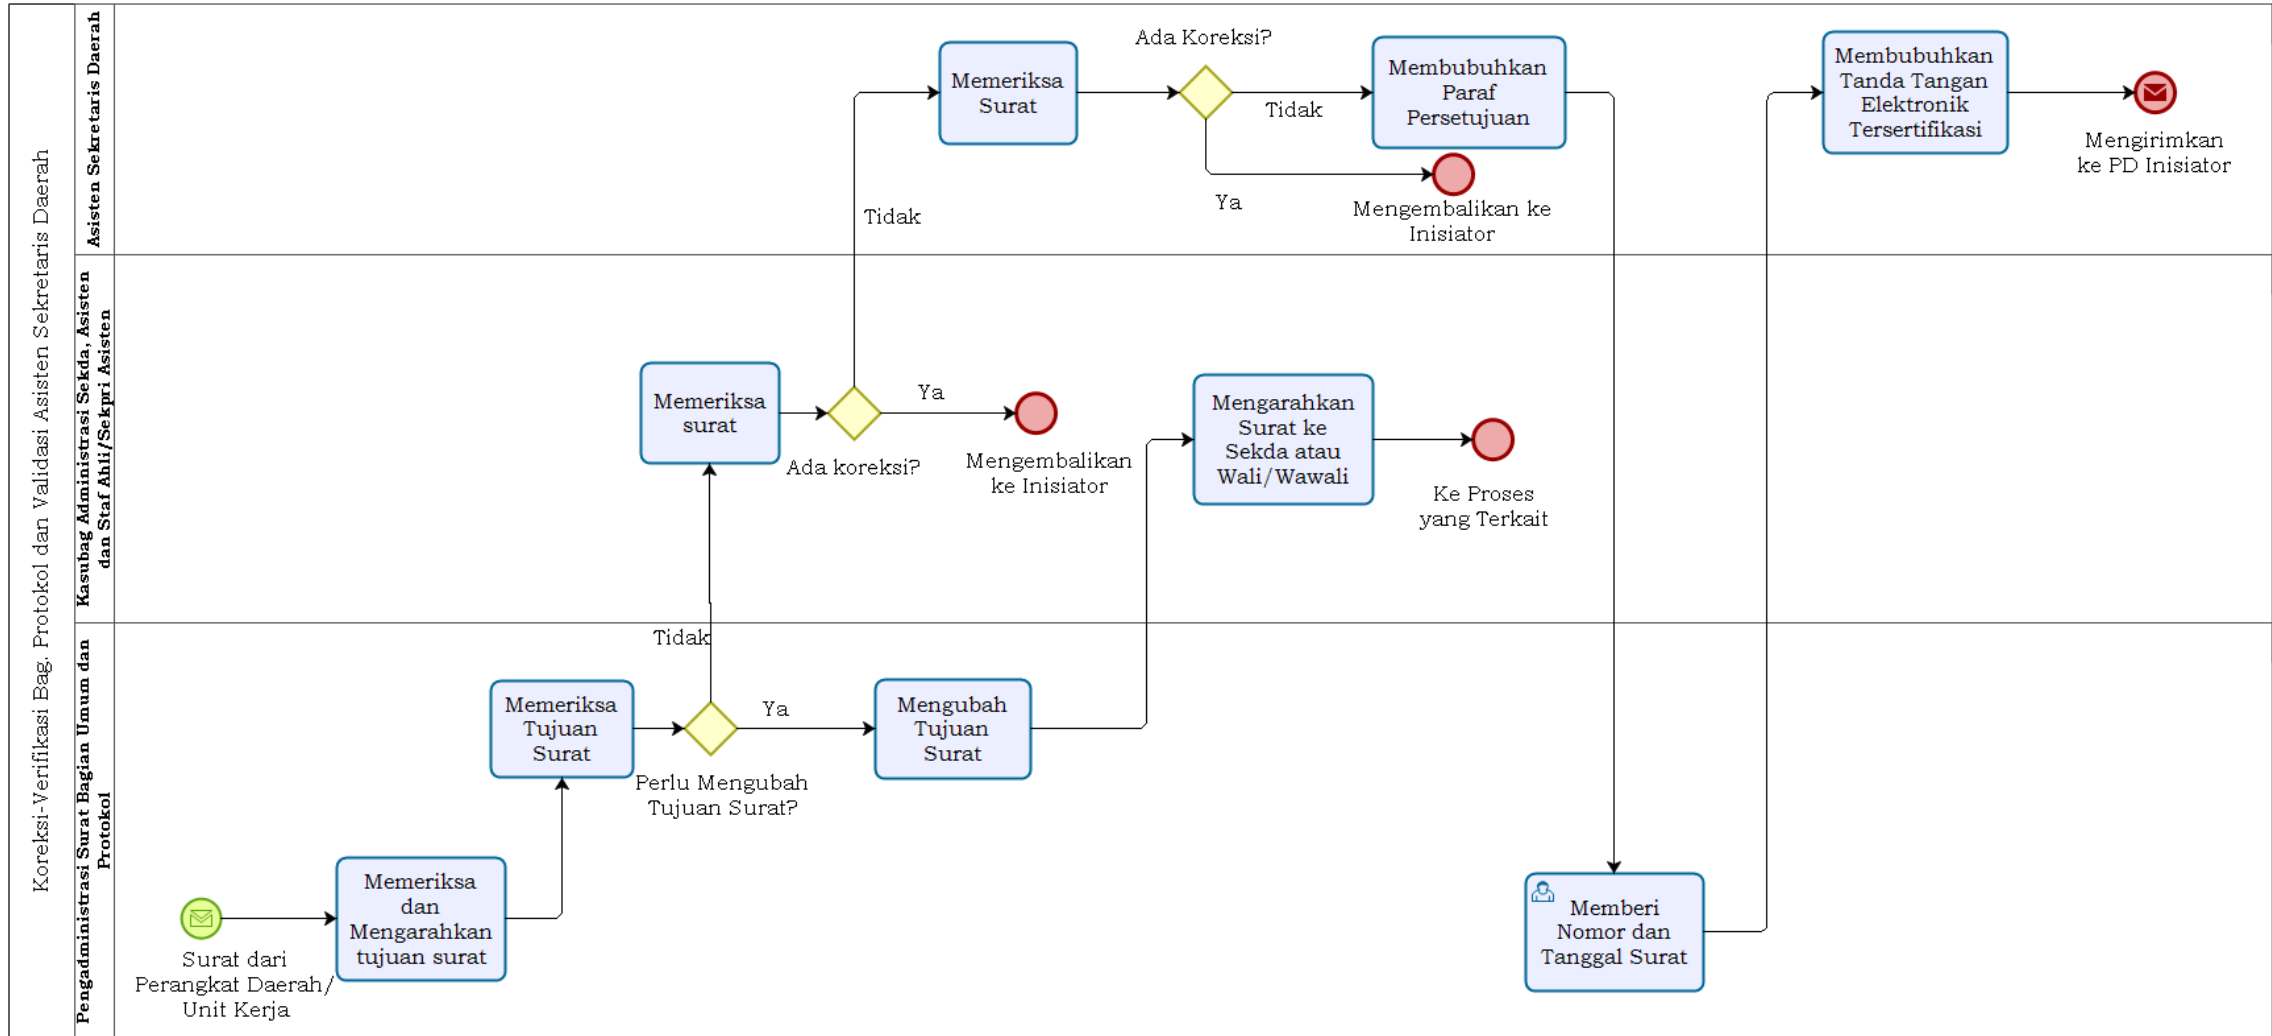 Koreksi-Verifikasi Bag. Protokol dan Validasi Asisten Sekretaris Daerah
Asisten Sekretaris Daerah
Memeriksa
Surat
Ada Koreksi?
Tidak
Ya
Membubuhkan
Paraf
Persetujuan
Mengembalikan ke
Inisiator
Membubuhkan
Tanda Tangan
Elektronik
Tersertifikasi
Mengirimkan
ke PD Inisiator
Tidak
Kasubag Administrasi Sekda, Asisten
dan Staf Ahli/Sekpri Asisten
Memeriksa
surat
Ada koreksi?
Ya
Mengembalikan
ke Inisiator
Mengarahkan
Surat ke
Sekda atau
Wali/Wawali
Ke Proses
yang Terkait
Pengadministrasi Surat Bagian Umum dan
Protokol
Tidak
Memeriksa
Tujuan
Surat
Perlu Mengubah
Tujuan Surat?
Ya
Mengubah
Tujuan
Surat
Surat dari
Perangkat Daerah/
Unit Kerja
Memeriksa
dan
Mengarahkan
tujuan surat
Memberi
Nomor dan
Tanggal Surat